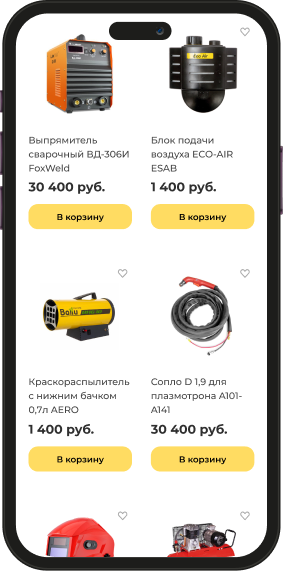 Eco Air
Выпрямитель
сварочный ВД-306И
FoxWeld
30 400 руб.
В корзину
Блок подачи
воздуха ECO-AIR
ESAB
1 400 руб.
В корзину
Ballu
Краскораспылитель
с нижним бачком
0,7л AERO
1 400 руб.
В корзину
Сопло D 1,9 для
плазмотрона A101-
A141
30 400 руб.
В корзину